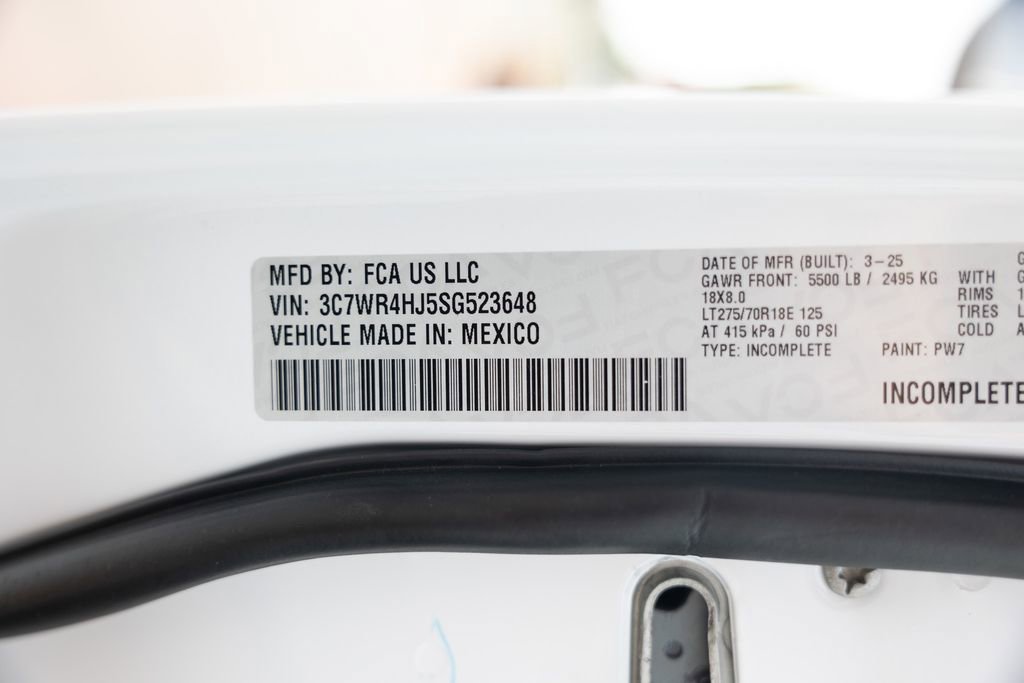 MFD BY: FCA US LLC
VIN: 3C7WR4HJ5SG523648
VEHICLE MADE IN: MEXICO
DATE OF MFR (BUILT): 3-25
GAWR FRONT: 5500 LB / 2495 KG WITH
18X8.0 RIMS
LT275/70R18E 125 TIRES
AT 415 kPa / 60 PSI COLD
TYPE: INCOMPLETE PAINT: PW7
INCOMPLETE